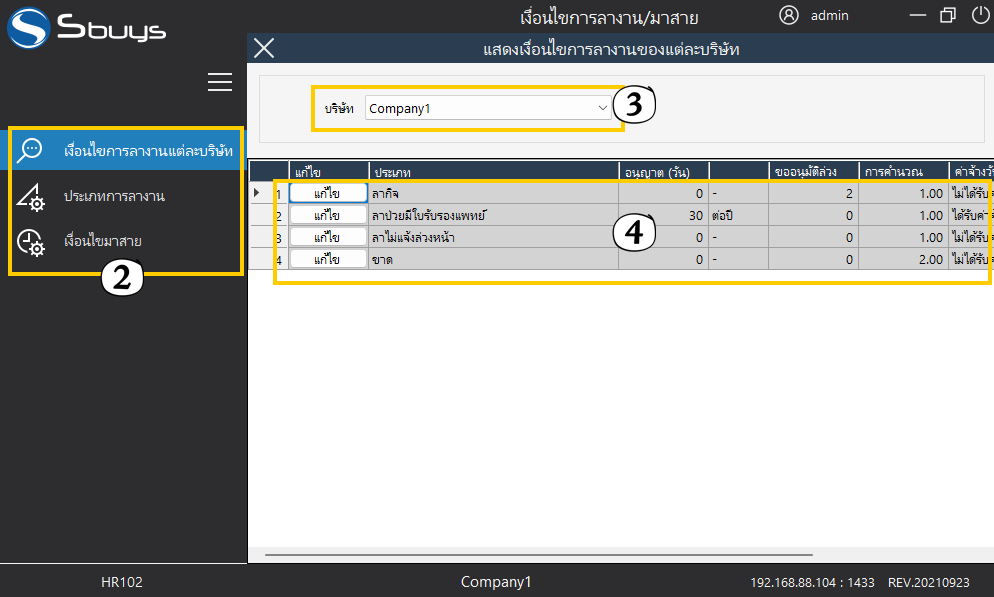 Sbuys
เงื่อนไขการลางาน/มาสาย
admin
แสดงเงื่อนไขการลางานของแต่ละบริษัท
บริษัท Company1
3
เงื่อนไขการลางานแต่ละบริษัท
ประเภทการลางาน
เงื่อนไขมาสาย
2
แก้ไข ประเภท อนุญาต (วัน) ขออนุมัติล่วง การคำนวณ ค่าจ้างวั
1 แก้ไข ลากิจ 0 - 2 1.00 ไม่ได้รับ
2 แก้ไข ลาป่วยมีใบรับรองแพทย์ 30 ต่อปี 0 1.00 ได้รับค่า
3 แก้ไข ลาไม่แจ้งล่วงหน้า 0 - 0 1.00 ไม่ได้รับ
4 แก้ไข ขาด 0 - 0 2.00 ไม่ได้รับ
4
HR102 Company1 192.168.88.104 : 1433 REV.20210923